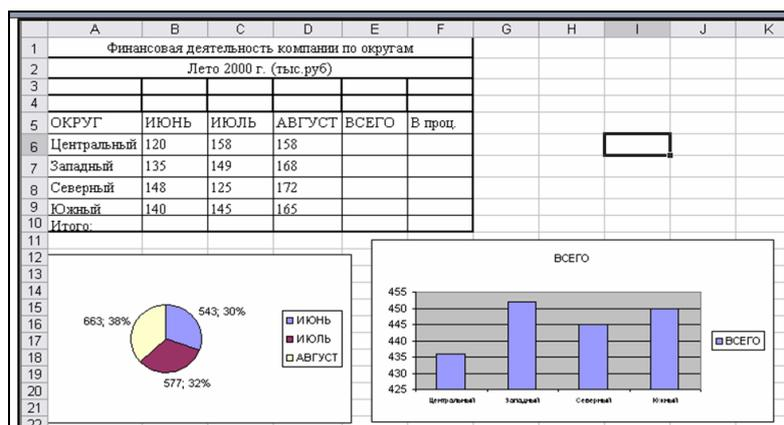 A B C D E F G H I J K
1 Финансовая деятельность компании по округам
2 Лето 2000 г. (тыс.руб)
3
4
5 ОКРУГ ИЮНЬ ИЮЛЬ АВГУСТ ВСЕГО В проц.
6 Центральный 120 158 158
7 Западный 135 149 168
8 Северный 148 125 172
9 Южный 140 145 165
10 Итого:
11
12
13
14
15
16
17
18
19
20
21
22
663; 38%
543; 30%
577; 32%
ИЮНЬ
ИЮЛЬ
АВГУСТ
ВСЕГО
455
450
445
440
435
430
425
Центральный Западный Северный Южный
ВСЕГО